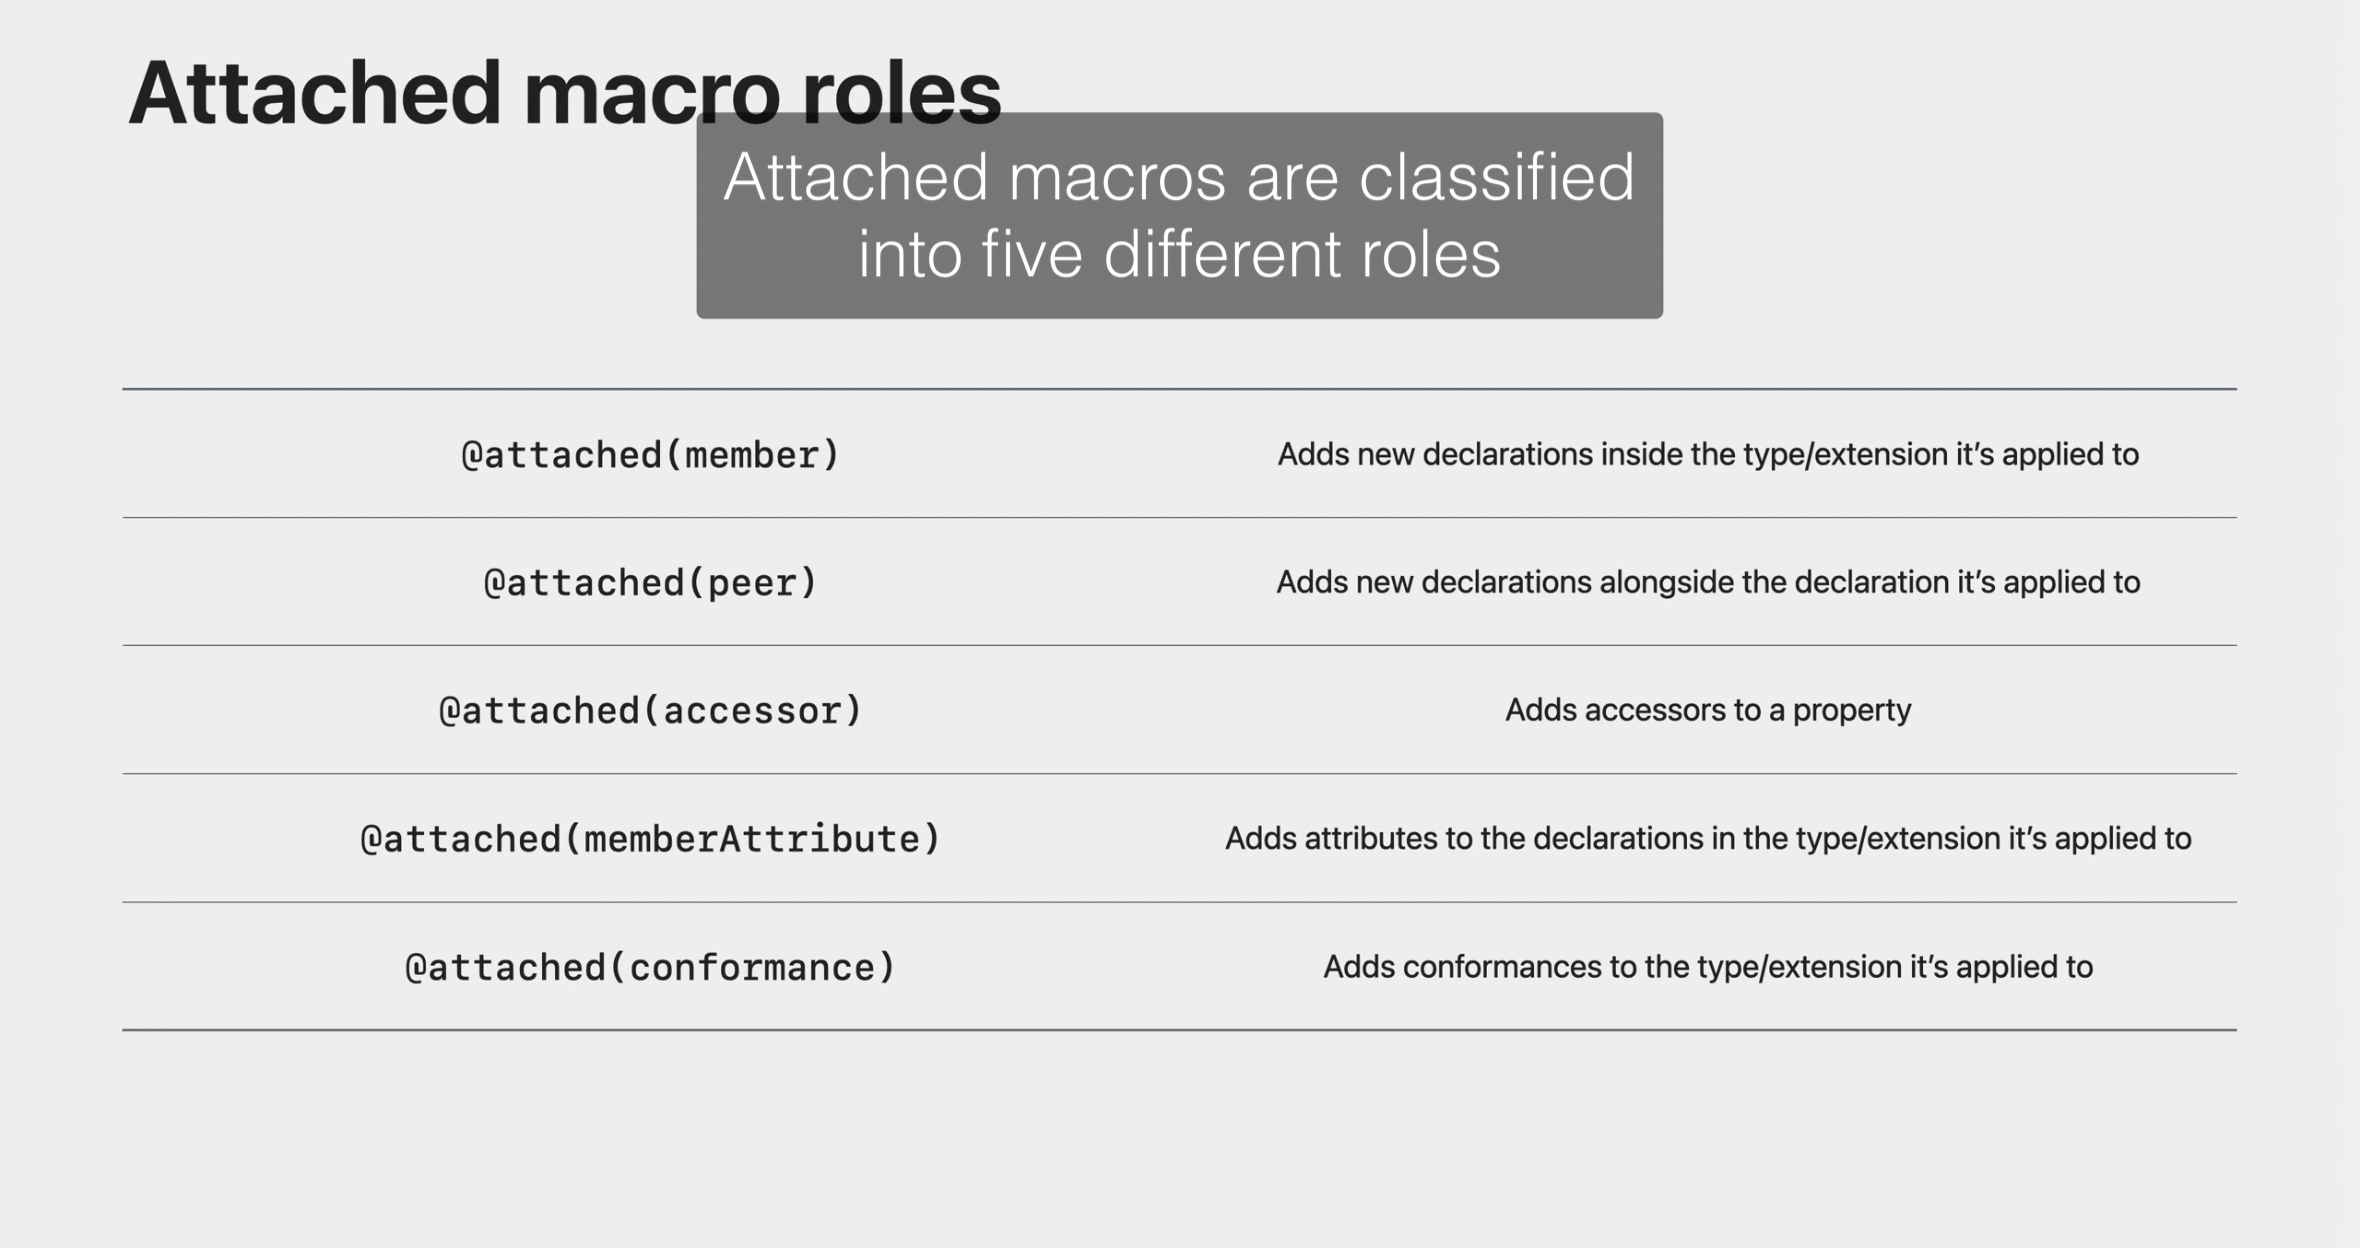 Attached macro roles
Attached macros are classified
into five different roles
@attached(member)
Adds new declarations inside the type/extension it’s applied to
@attached(peer)
Adds new declarations alongside the declaration it’s applied to
@attached(accessor)
Adds accessors to a property
@attached(memberAttribute)
Adds attributes to the declarations in the type/extension it’s applied to
@attached(conformance)
Adds conformances to the type/extension it’s applied to